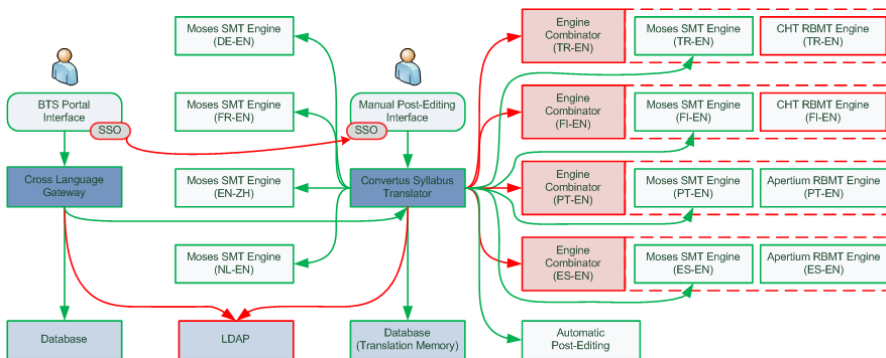 Moses SMT Engine
(DE-EN)
Engine
Combinator
(TR-EN)
Moses SMT Engine
(TR-EN)
CHT RBMT Engine
(TR-EN)
BTS Portal
Interface
SSO
Moses SMT Engine
(FR-EN)
Manual Post-Editing
Interface
SSO
Engine
Combinator
(FI-EN)
Moses SMT Engine
(FI-EN)
CHT RBMT Engine
(FI-EN)
Cross Language
Gateway
Moses SMT Engine
(EN-ZH)
Convertus Syllabus
Translator
Engine
Combinator
(PT-EN)
Moses SMT Engine
(PT-EN)
Apertium RBMT Engine
(PT-EN)
Moses SMT Engine
(NL-EN)
Engine
Combinator
(ES-EN)
Moses SMT Engine
(ES-EN)
Apertium RBMT Engine
(ES-EN)
Database
LDAP
Database
(Translation Memory)
Automatic
Post-Editing